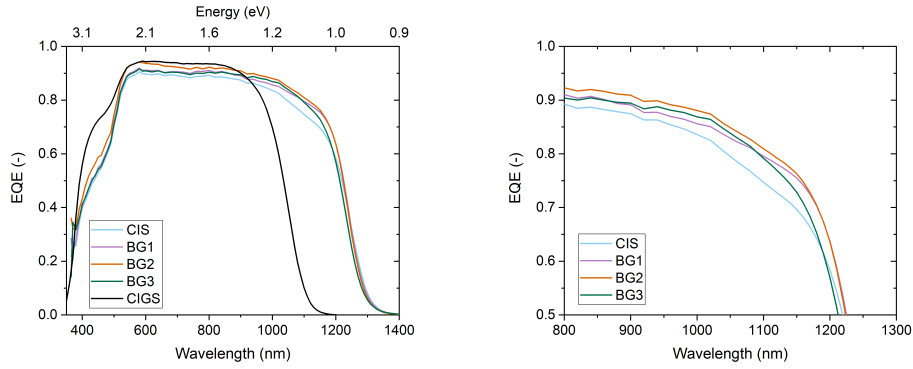 Energy (eV)
3.1 2.1 1.6 1.2 1.0 0.9
1.0
0.8
0.6
0.4
0.2
0.0
EQE (-)
CIS
BG1
BG2
BG3
CIGS
400 600 800 1000 1200 1400
Wavelength (nm)
1.0
0.9
0.8
0.7
0.6
0.5
EQE (-)
CIS
BG1
BG2
BG3
800 900 1000 1100 1200 1300
Wavelength (nm)